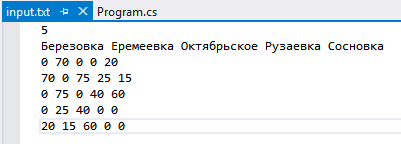 input.txt Program.cs
5
Березовка Еремеевка Октябрьское Рузаевка Сосновка
0 70 0 0 20
70 0 75 25 15
0 75 0 40 60
0 25 40 0 0
20 15 60 0 0